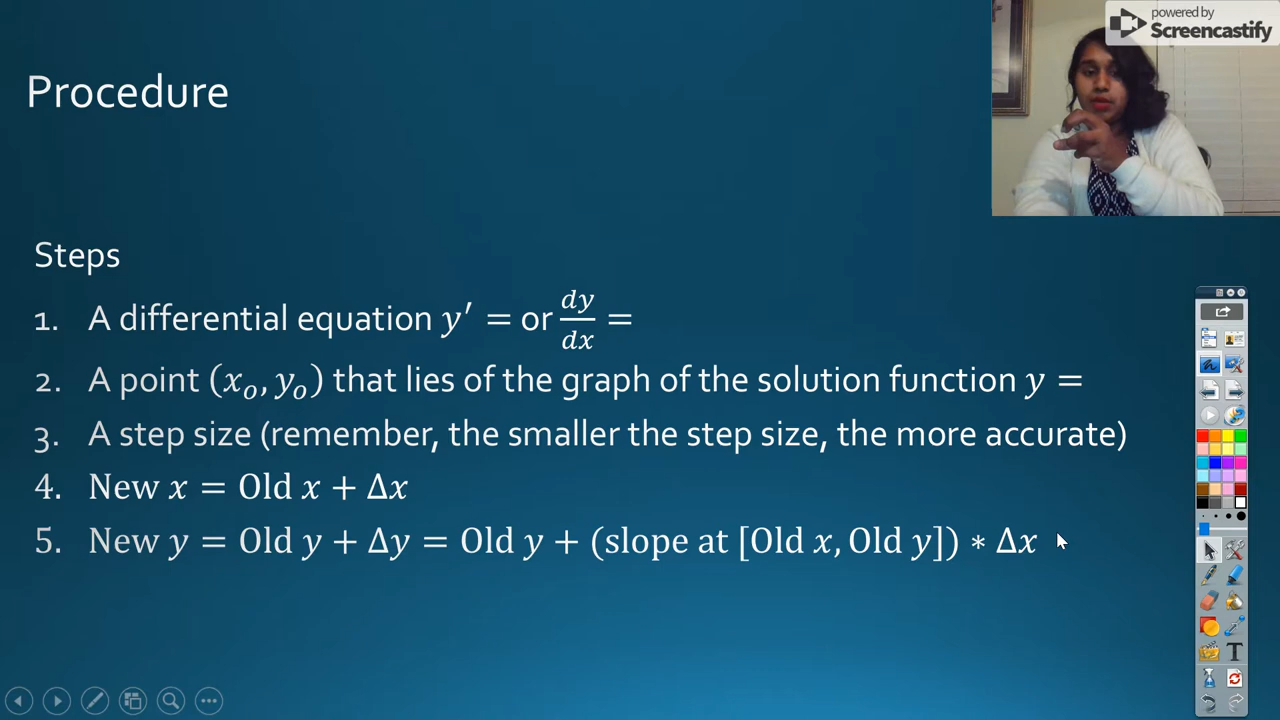 powered by
Screencastify
Procedure
Steps
1. A differential equation y′ = or dy/dx =
2. A point (x₀, y₀) that lies of the graph of the solution function y =
3. A step size (remember, the smaller the step size, the more accurate)
4. New x = Old x + Δx
5. New y = Old y + Δy = Old y + (slope at [Old x, Old y]) ∗ Δx
T